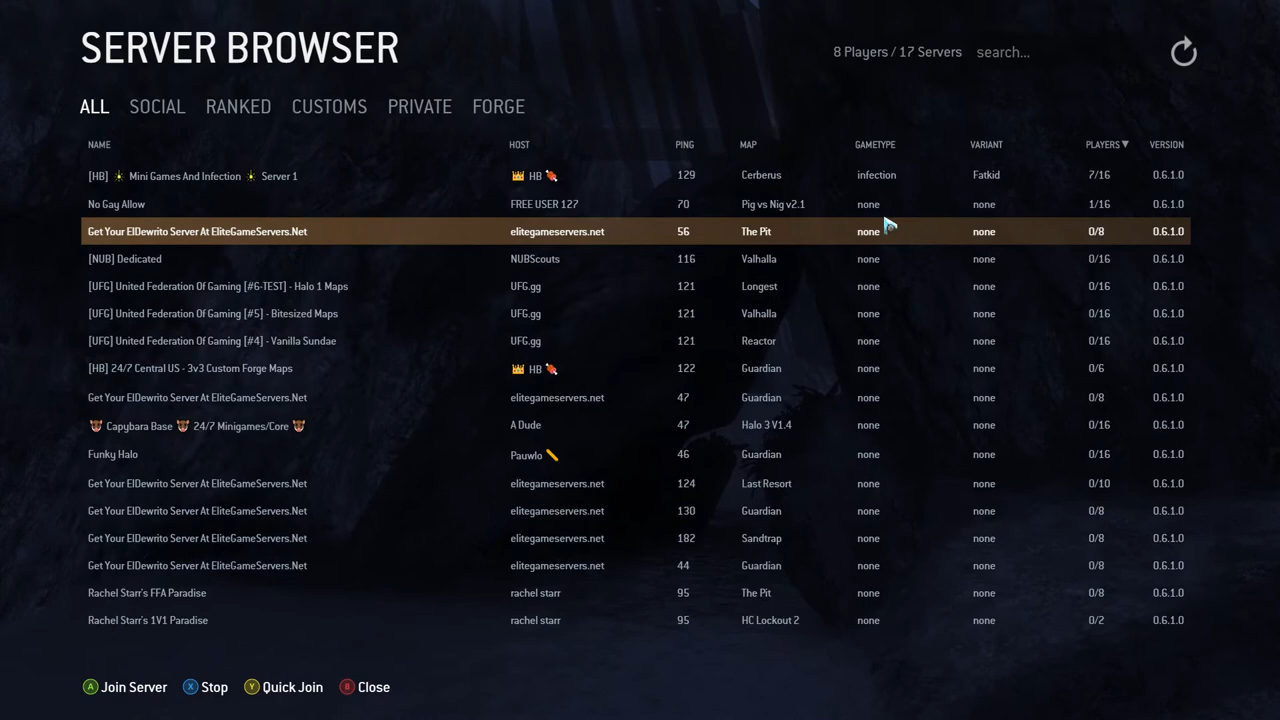 SERVER BROWSER
8 Players / 17 Servers search...
ALL SOCIAL RANKED CUSTOMS PRIVATE FORGE
NAME HOST PING MAP GAMETYPE VARIANT PLAYERS▼ VERSION
[HB] ☀ Mini Games And Infection ☀ Server 1 👑 HB 🍖 129 Cerberus infection Fatkid 7/16 0.6.1.0
No Gay Allow FREE USER 127 70 Pig vs Nig v2.1 none none 1/16 0.6.1.0
Get Your ElDewrito Server At EliteGameServers.Net elitegameservers.net 56 The Pit none none 0/8 0.6.1.0
[NUB] Dedicated NUBScouts 116 Valhalla none none 0/16 0.6.1.0
[UFG] United Federation Of Gaming [#6-TEST] - Halo 1 Maps UFG.gg 121 Longest none none 0/16 0.6.1.0
[UFG] United Federation Of Gaming [#5] - Bitesized Maps UFG.gg 121 Valhalla none none 0/16 0.6.1.0
[UFG] United Federation Of Gaming [#4] - Vanilla Sundae UFG.gg 121 Reactor none none 0/16 0.6.1.0
[HB] 24/7 Central US - 3v3 Custom Forge Maps 👑 HB 🍖 122 Guardian none none 0/6 0.6.1.0
Get Your ElDewrito Server At EliteGameServers.Net elitegameservers.net 47 Guardian none none 0/8 0.6.1.0
Capybara Base 24/7 Minigames/Core A Dude 47 Halo 3 V1.4 none none 0/16 0.6.1.0
Funky Halo Pauwlo 46 Guardian none none 0/16 0.6.1.0
Get Your ElDewrito Server At EliteGameServers.Net elitegameservers.net 124 Last Resort none none 0/10 0.6.1.0
Get Your ElDewrito Server At EliteGameServers.Net elitegameservers.net 130 Guardian none none 0/8 0.6.1.0
Get Your ElDewrito Server At EliteGameServers.Net elitegameservers.net 182 Sandtrap none none 0/8 0.6.1.0
Get Your ElDewrito Server At EliteGameServers.Net elitegameservers.net 44 Guardian none none 0/8 0.6.1.0
Rachel Starr's FFA Paradise rachel starr 95 The Pit none none 0/8 0.6.1.0
Rachel Starr's 1V1 Paradise rachel starr 95 HC Lockout 2 none none 0/2 0.6.1.0
A Join Server X Stop Y Quick Join B Close